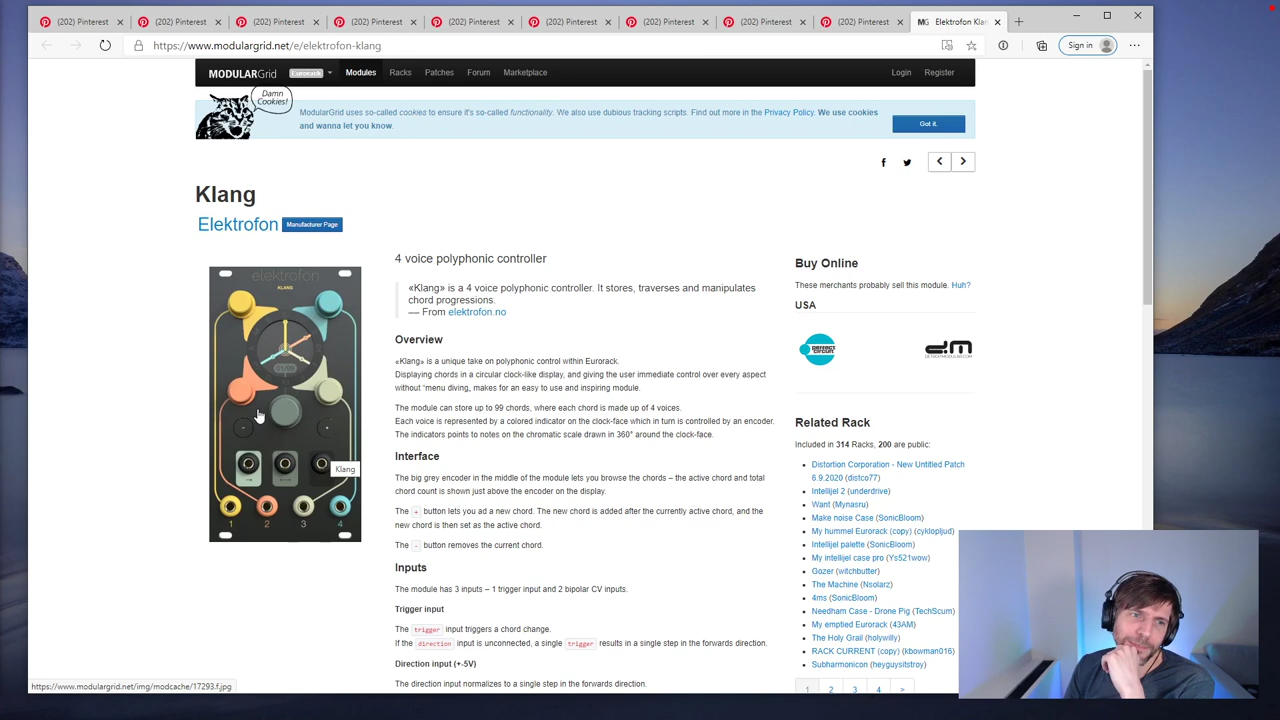 (202) Pinterest
(202) Pinterest
(202) Pinterest
(202) Pinterest
(202) Pinterest
(202) Pinterest
(202) Pinterest
(202) Pinterest
(202) Pinterest
MG Elektrofon Klan
https://www.modulargrid.net/e/elektrofon-klang
Sign in
MODULARGrid Eurorack Modules Racks Patches Forum Marketplace Login Register
Damn
Cookies!
ModularGrid uses so-called cookies to ensure it's so-called functionality. We also use dubious tracking scripts. Find out more in the Privacy Policy. We use cookies
and wanna let you know.
Got it.
Klang
Elektrofon Manufacturer Page
elektrofon
KLANG
- +
1 2 3 4
Klang
4 voice polyphonic controller
«Klang» is a 4 voice polyphonic controller. It stores, traverses and manipulates
chord progressions.
— From elektrofon.no
Overview
«Klang» is a unique take on polyphonic control within Eurorack.
Displaying chords in a circular clock-like display, and giving the user immediate control over every aspect
without “menu diving„ makes for an easy to use and inspiring module.
The module can store up to 99 chords, where each chord is made up of 4 voices.
Each voice is represented by a colored indicator on the clock-face which in turn is controlled by an encoder.
The indicators points to notes on the chromatic scale drawn in 360° around the clock-face.
Interface
The big grey encoder in the middle of the module lets you browse the chords – the active chord and total
chord count is shown just above the encoder on the display.
The + button lets you ad a new chord. The new chord is added after the currently active chord, and the
new chord is then set as the active chord.
The - button removes the current chord.
Inputs
The module has 3 inputs – 1 trigger input and 2 bipolar CV inputs.
Trigger input
The trigger input triggers a chord change.
If the direction input is unconnected, a single trigger results in a single step in the forwards direction.
Direction input (+-5V)
The direction input normalizes to a single step in the forwards direction.
Buy Online
These merchants probably sell this module. Huh?
USA
PERFECT
CIRCUIT
Related Rack
Included in 314 Racks, 200 are public:
Distortion Corporation - New Untitled Patch
6.9.2020 (distco77)
Intellijel 2 (underdrive)
Want (Mynasru)
Make noise Case (SonicBloom)
My hummel Eurorack (copy) (cyklopljud)
Intellijel palette (SonicBloom)
My intellijel case pro (Ys521wow)
Gozer (witchbutter)
The Machine (Nsolarz)
4ms (SonicBloom)
Needham Case - Drone Pig (TechScum)
My emptied Eurorack (43AM)
The Holy Grail (holywilly)
RACK CURRENT (copy) (kbowman016)
Subharmonicon (heyguysitstroy)
1 2 3 4 >
https://www.modulargrid.net/img/modcache/17293.f.jpg